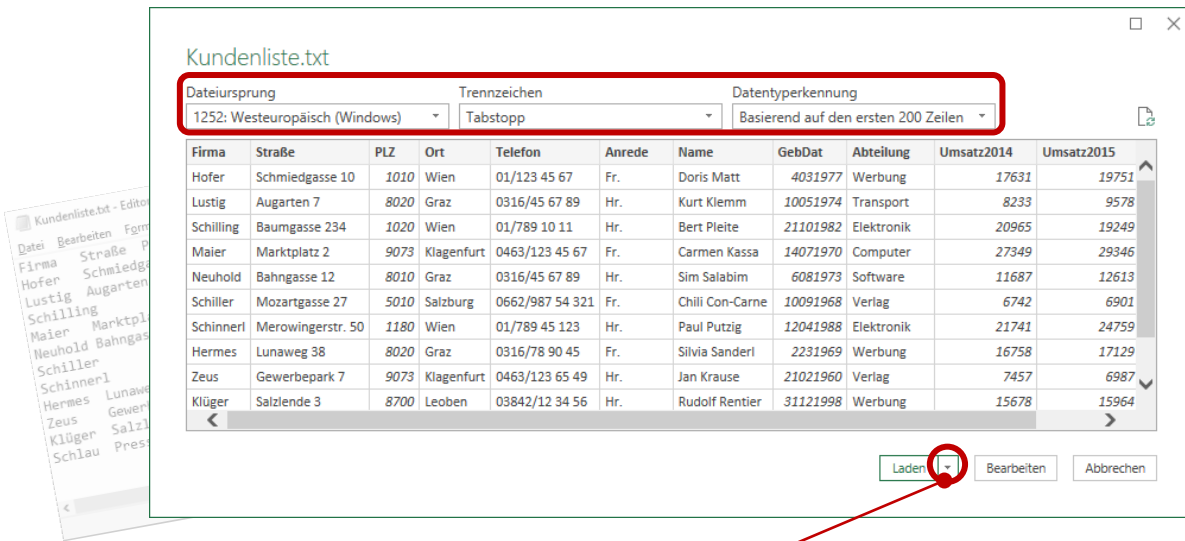 Kundenliste.txt
Dateiursprung Trennzeichen Datentyperkennung
1252: Westeuropäisch (Windows) Tabstopp Basierend auf den ersten 200 Zeilen
Firma Straße PLZ Ort Telefon Anrede Name GebDat Abteilung Umsatz2014 Umsatz2015
Hofer Schmiedgasse 10 1010 Wien 01/123 45 67 Fr. Doris Matt 4031977 Werbung 17631 19751
Lustig Augarten 7 8020 Graz 0316/45 67 89 Hr. Kurt Klemm 10051974 Transport 8233 9578
Schilling Baumgasse 234 1020 Wien 01/789 10 11 Hr. Bert Pleite 21101982 Elektronik 20965 19249
Maier Marktplatz 2 9073 Klagenfurt 0463/123 45 67 Fr. Carmen Kassa 14071970 Computer 27349 29346
Neuhold Bahngasse 12 8010 Graz 0316/45 67 89 Hr. Sim Salabim 6081973 Software 11687 12613
Schiller Mozartgasse 27 5010 Salzburg 0662/987 54 321 Fr. Chili Con-Carne 10091968 Verlag 6742 6901
Schinnerl Merowingerstr. 50 1180 Wien 01/789 45 123 Hr. Paul Putzig 12041988 Elektronik 21741 24759
Hermes Lunaweg 38 8020 Graz 0316/78 90 45 Fr. Silvia Sanderl 2231969 Werbung 16758 17129
Zeus Gewerbepark 7 9073 Klagenfurt 0463/123 65 49 Hr. Jan Krause 21021960 Verlag 7457 6987
Klüger Salzlende 3 8700 Leoben 03842/12 34 56 Hr. Rudolf Rentier 31121998 Werbung 15678 15964
Laden Bearbeiten Abbrechen
Kundenliste.txt - Editor
Datei Bearbeiten Form
Firma Straße P
Hofer Schmiedga
Lustig Augarten
Schilling
Maier Marktpla
Neuhold Bahngas
Schiller
Schinnerl
Hermes Lunawe
Zeus Gewer
Klüger Salzl
Schlau Press